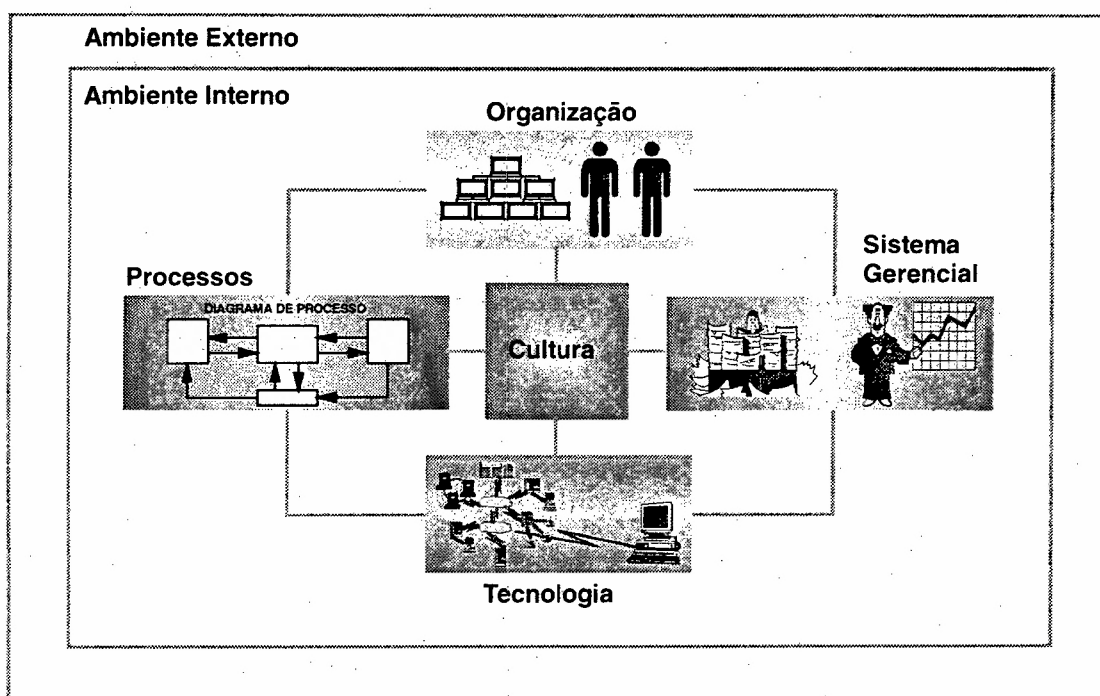 Ambiente Externo
Ambiente Interno
Organização
Processos
DIAGRAMA DE PROCESSO
Cultura
Sistema
Gerencial
Tecnologia